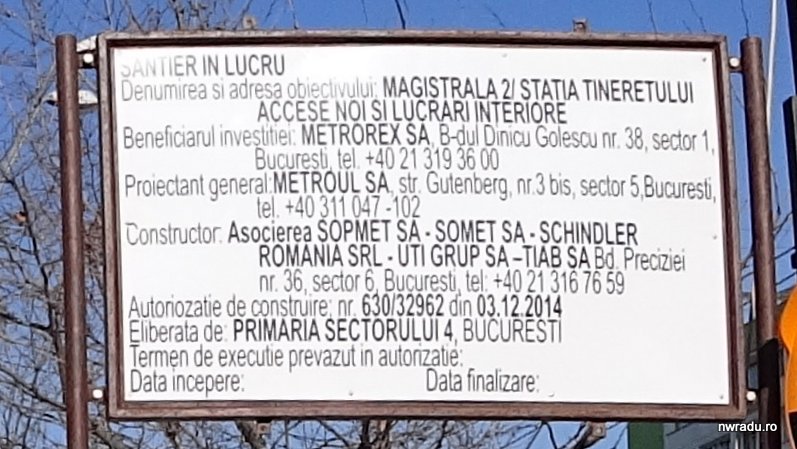 SANTIER IN LUCRU
Denumirea si adresa obiectivului: MAGISTRALA 2/ STATIA TINERETULUI
ACCESE NOI SI LUCRARI INTERIORE
Beneficiarul investitiei: METROREX SA, B-dul Dinicu Golescu nr. 38, sector 1,
Bucuresti, tel. +40 21 319 36 00
Proiectant general:METROUL SA, str. Gutenberg, nr.3 bis, sector 5,Bucuresti,
tel. +40 311 047 -102
Constructor: Asocierea SOPMET SA - SOMET SA - SCHINDLER
ROMANIA SRL - UTI GRUP SA –TIAB SA Bd. Preciziei
nr. 36, sector 6, Bucuresti, tel: +40 21 316 76 59
Autoriozatie de construire: nr. 630/32962 din 03.12.2014
Eliberata de: PRIMARIA SECTORULUI 4, BUCURESTI
Termen de executie prevazut in autorizatie:
Data incepere: Data finalizare:
nwradu.ro